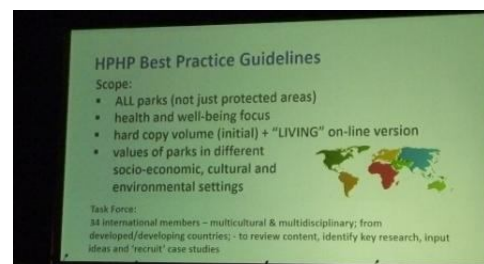 HPHP Best Practice Guidelines
Scope:
▪ ALL parks (not just protected areas)
▪ health and well-being focus
▪ hard copy volume (initial) + "LIVING" on-line version
▪ values of parks in different
socio-economic, cultural and
environmental settings
Task Force:
34 international members – multicultural & multidisciplinary; from
developed/developing countries; - to review content, identify key research, input
ideas and 'recruit' case studies